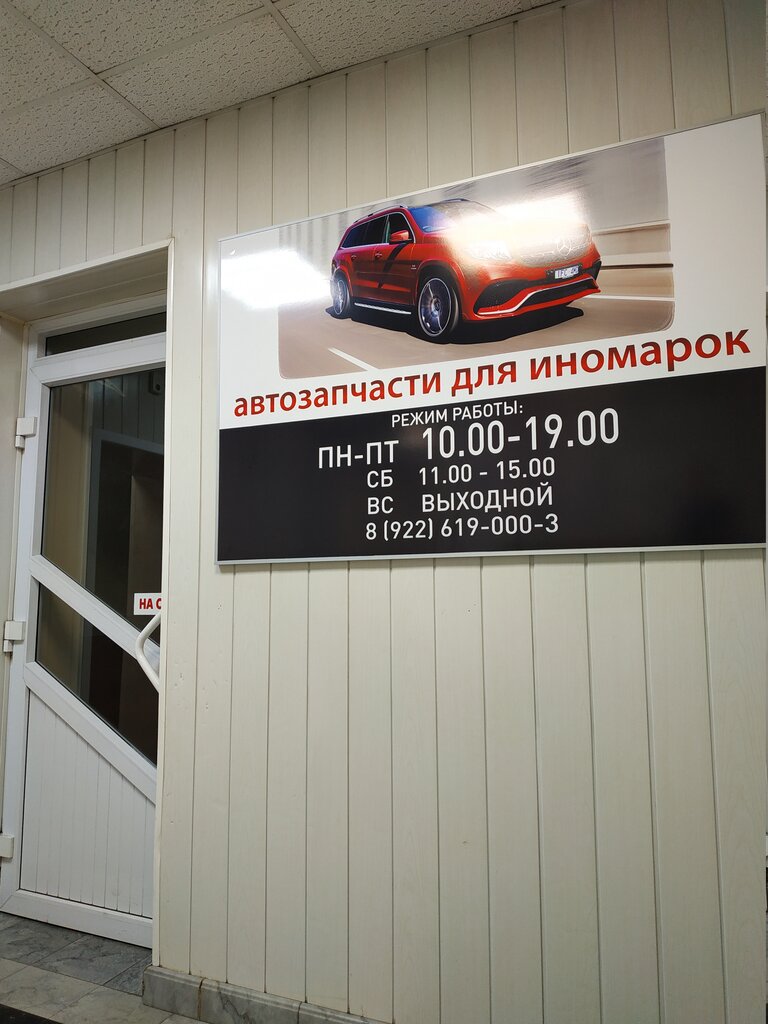 автозапчасти для иномарок
РЕЖИМ РАБОТЫ:
ПН-ПТ 10.00-19.00
СБ 11.00 - 15.00
ВС ВЫХОДНОЙ
8 (922) 619-000-3
НА С